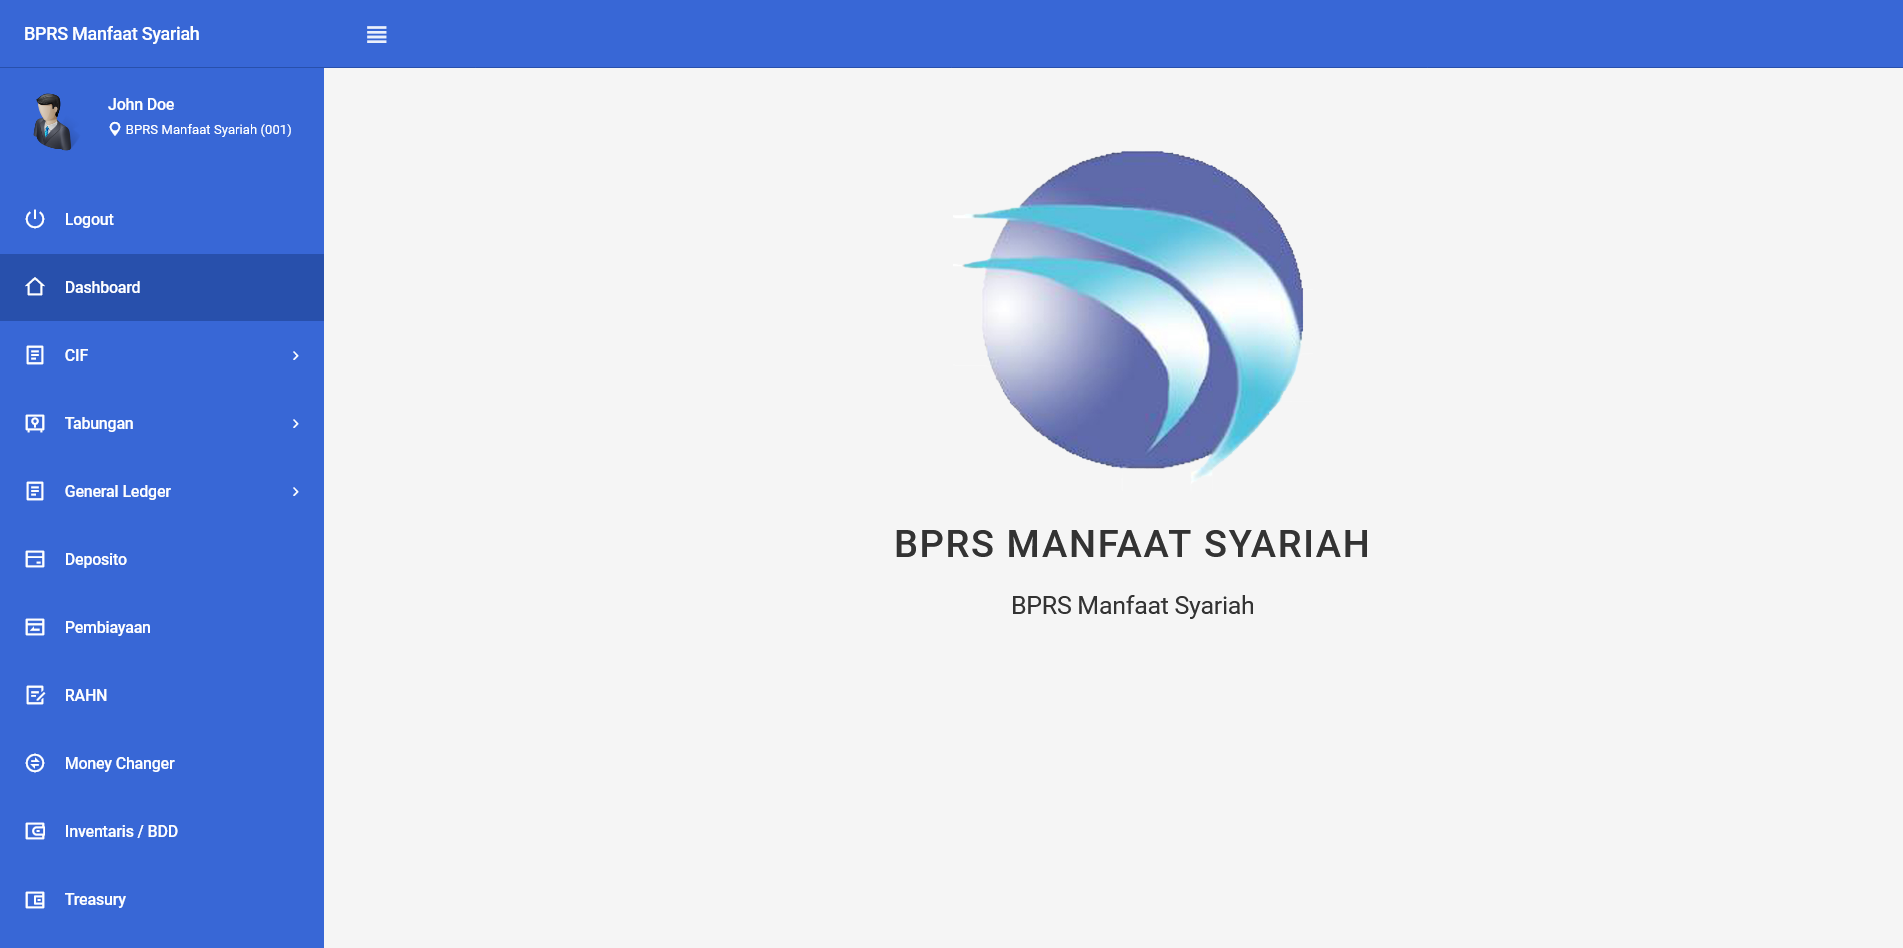 BPRS Manfaat Syariah
John Doe
BPRS Manfaat Syariah (001)
Logout
Dashboard
CIF
Tabungan
General Ledger
Deposito
Pembiayaan
RAHN
Money Changer
Inventaris / BDD
Treasury
BPRS MANFAAT SYARIAH
BPRS Manfaat Syariah